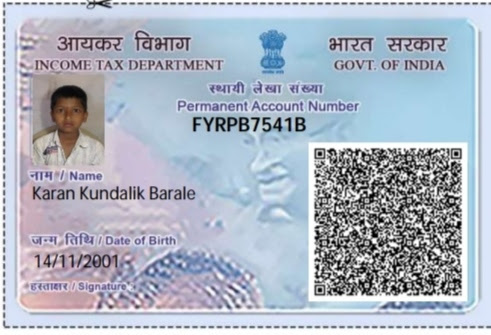 आयकर विभाग
INCOME TAX DEPARTMENT
भारत सरकार
GOVT. OF INDIA
स्थायी लेखा संख्या
Permanent Account Number
FYRPB7541B
नाम / Name
Karan Kundalik Barale
जन्म तिथि / Date of Birth
14/11/2001
हस्ताक्षर / Signature